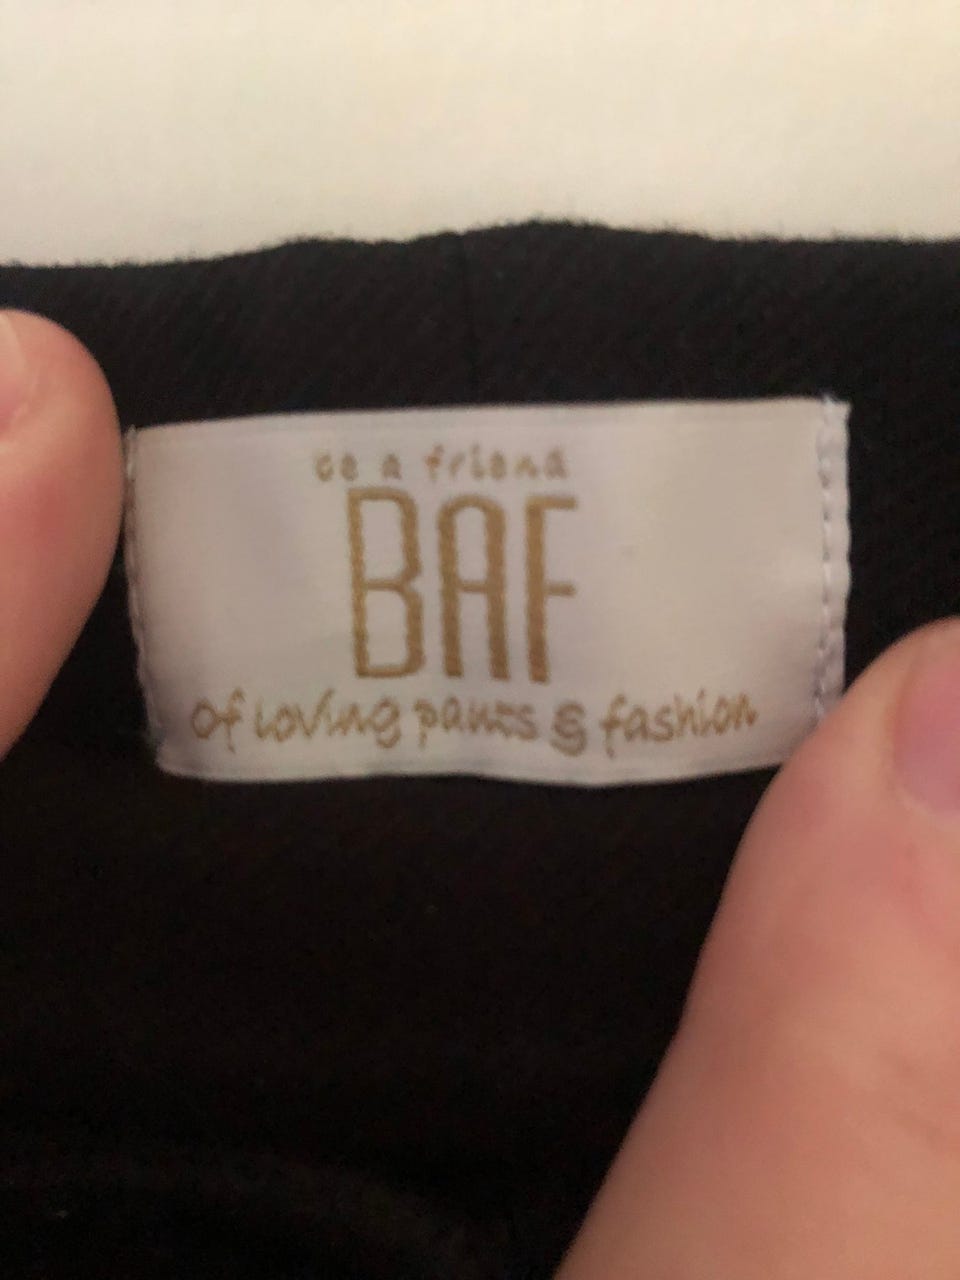 be a friend
BAF
of loving pants & fashion